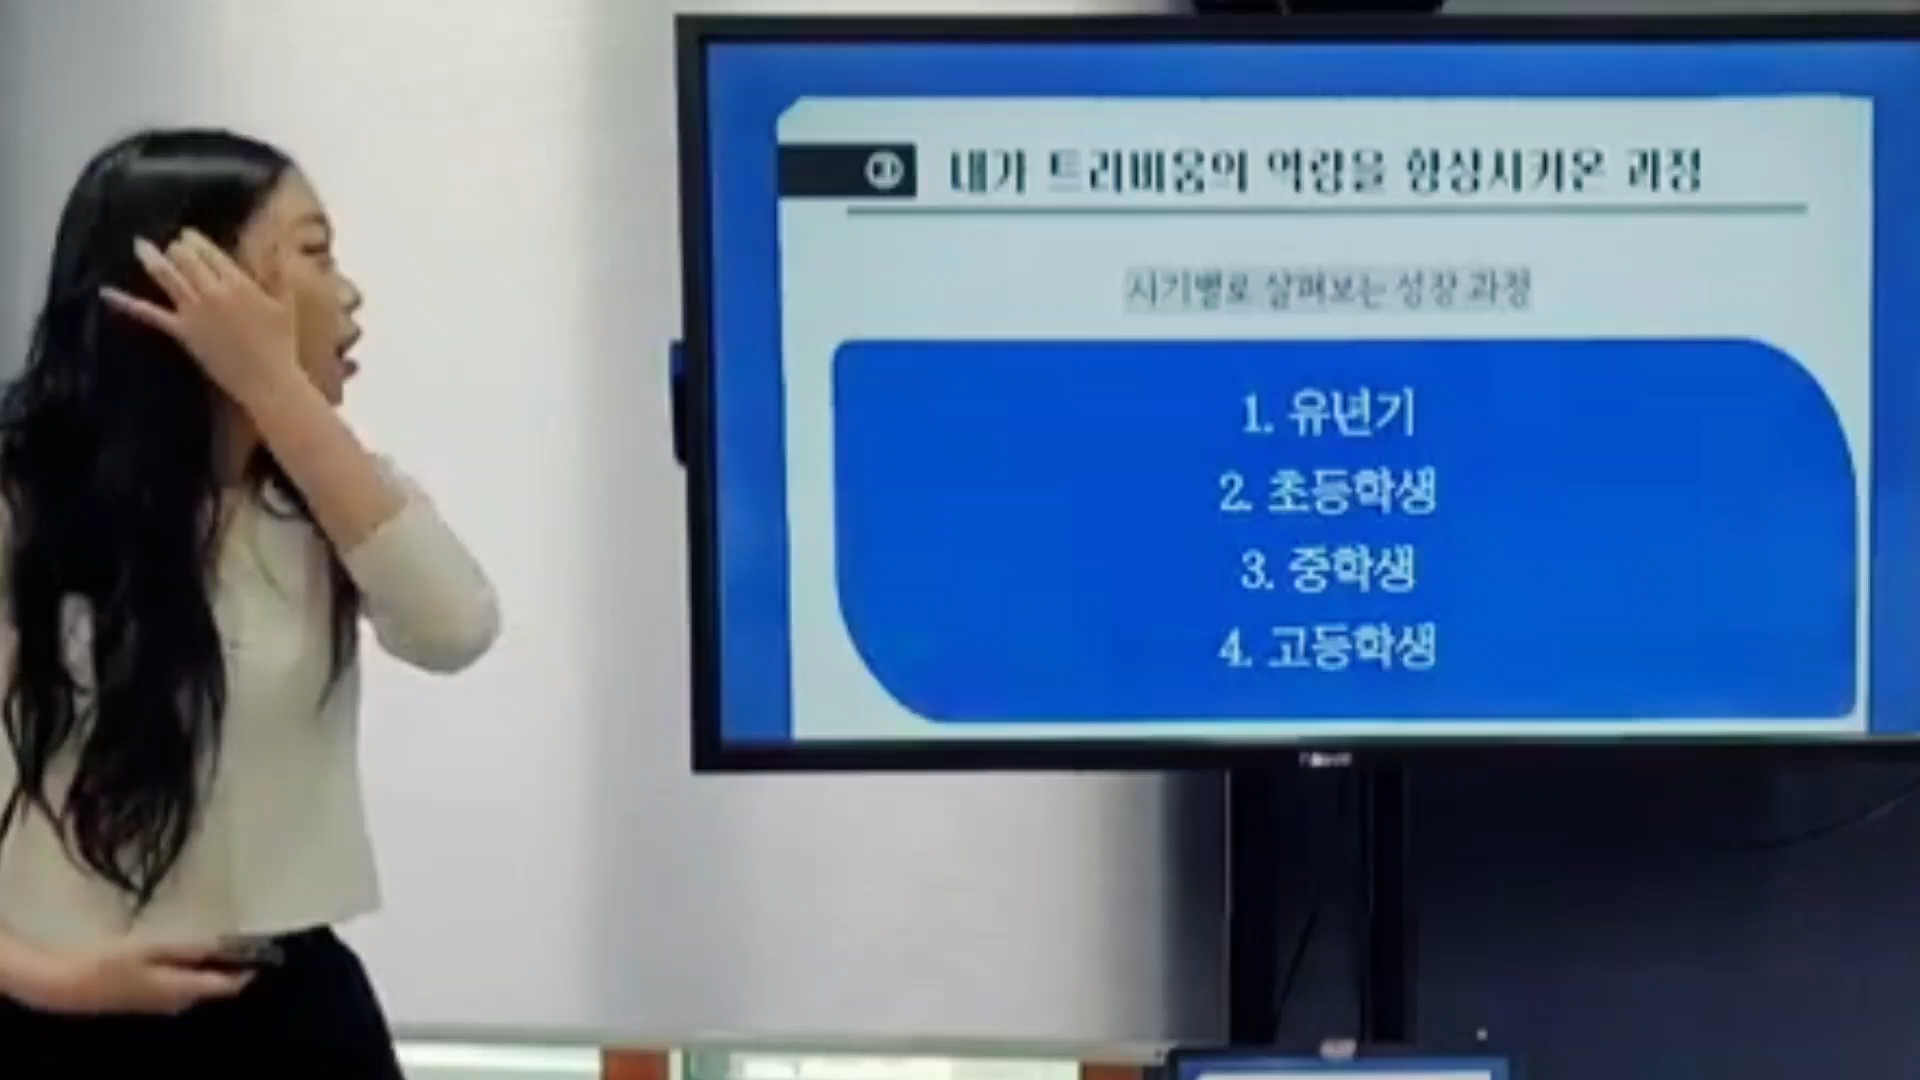 내가 트리비움의 역량을 향상시키온 과정
시기별로 살펴보는 성장 과정
1. 유년기
2. 초등학생
3. 중학생
4. 고등학생